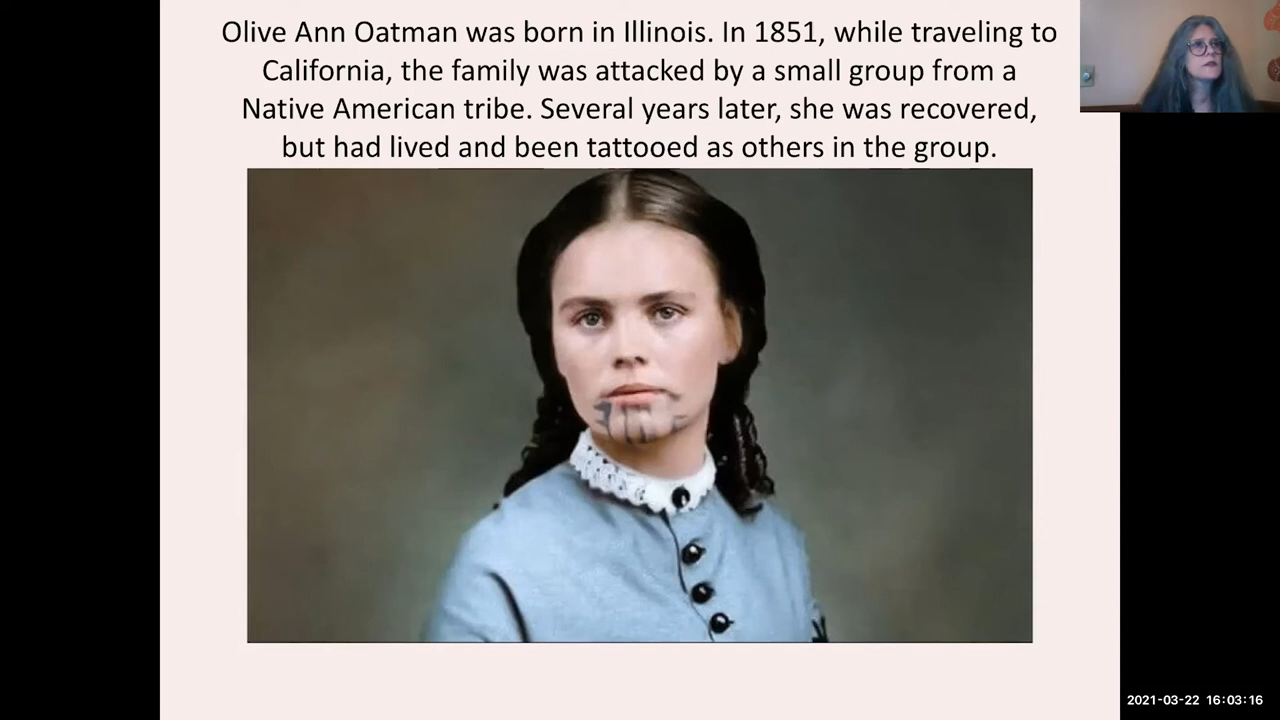 Olive Ann Oatman was born in Illinois. In 1851, while traveling to
California, the family was attacked by a small group from a
Native American tribe. Several years later, she was recovered,
but had lived and been tattooed as others in the group.
2021-03-22 16:03:16